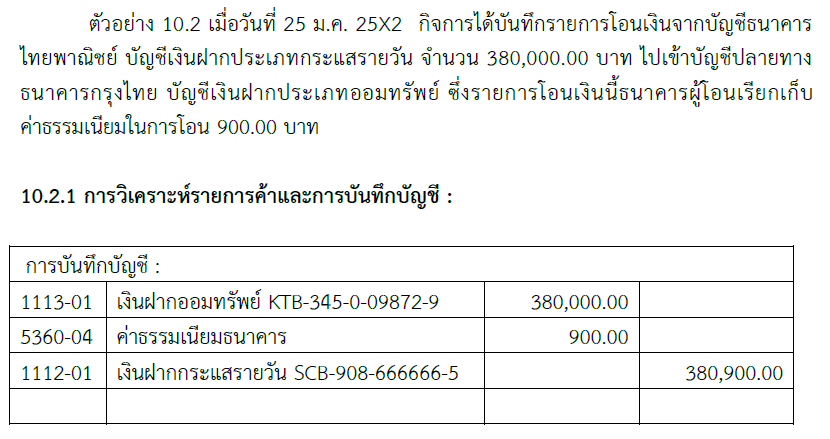 ตัวอย่าง 10.2 เมื่อวันที่ 25 ม.ค. 25X2 กิจการได้บันทึกรายการโอนเงินจากบัญชีธนาคาร
ไทยพาณิชย์ บัญชีเงินฝากประเภทกระแสรายวัน จำนวน 380,000.00 บาท ไปเข้าบัญชีปลายทาง
ธนาคารกรุงไทย บัญชีเงินฝากประเภทออมทรัพย์ ซึ่งรายการโอนเงินนี้ธนาคารผู้โอนเรียกเก็บ
ค่าธรรมเนียมในการโอน 900.00 บาท
10.2.1 การวิเคราะห์รายการค้าและการบันทึกบัญชี :
การบันทึกบัญชี :
1113-01 เงินฝากออมทรัพย์ KTB-345-0-09872-9 380,000.00
5360-04 ค่าธรรมเนียมธนาคาร 900.00
1112-01 เงินฝากกระแสรายวัน SCB-908-666666-5 380,900.00